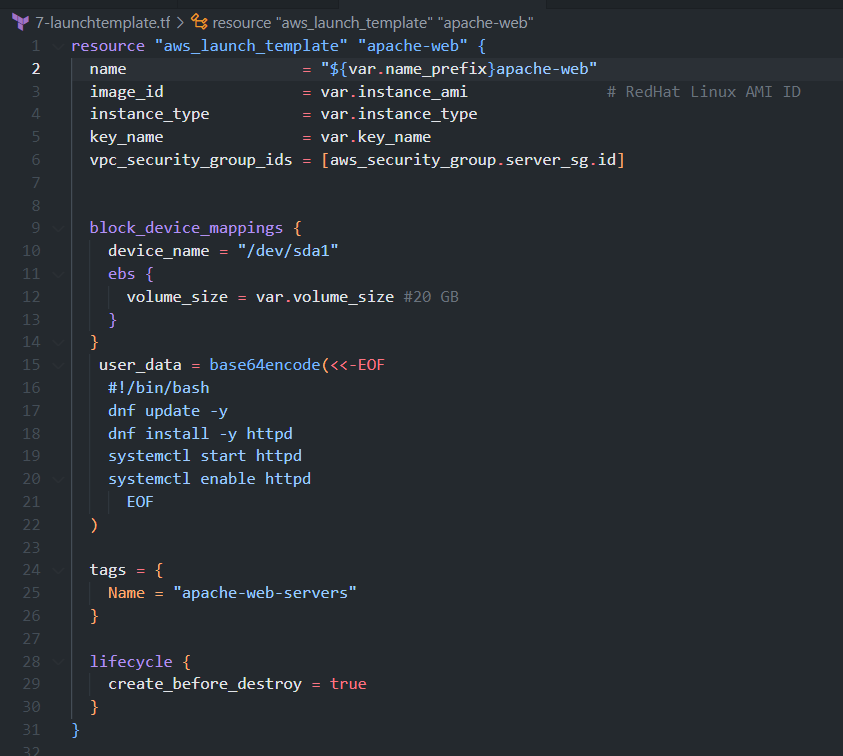 7-launchtemplate.tf > resource "aws_launch_template" "apache-web"
1 resource "aws_launch_template" "apache-web" {
2   name                   = "${var.name_prefix}apache-web"
3   image_id               = var.instance_ami               # RedHat Linux AMI ID
4   instance_type          = var.instance_type
5   key_name               = var.key_name
6   vpc_security_group_ids = [aws_security_group.server_sg.id]
7
8
9   block_device_mappings {
10     device_name = "/dev/sda1"
11     ebs {
12       volume_size = var.volume_size #20 GB
13     }
14   }
15    user_data = base64encode(<<-EOF
16     #!/bin/bash
17     dnf update -y
18     dnf install -y httpd
19     systemctl start httpd
20     systemctl enable httpd
21       EOF
22   )
23
24   tags = {
25     Name = "apache-web-servers"
26   }
27
28   lifecycle {
29     create_before_destroy = true
30   }
31 }
32